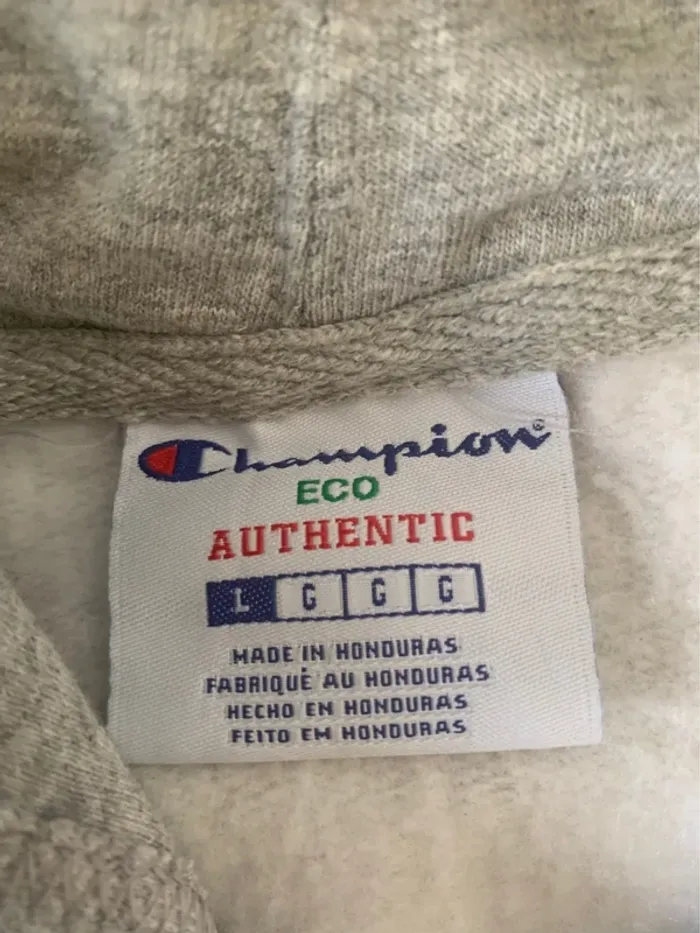 Champion®
ECO
AUTHENTIC
L G G G
MADE IN HONDURAS
FABRIQUÉ AU HONDURAS
HECHO EN HONDURAS
FEITO EM HONDURAS